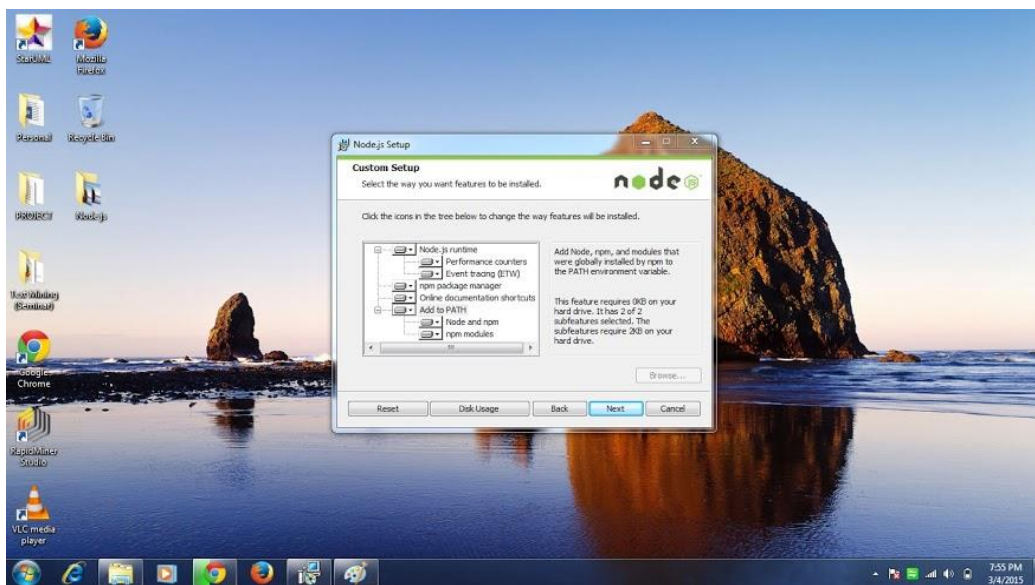 StarUML
Mozilla
Firefox
Personal
Recycle Bin
PROJECT
Node-js
Text Mining
(Seminar)
Google
Chrome
RapidMiner
Studio
VLC media
player
Node.js Setup
Custom Setup
Select the way you want features to be installed.
node
JS
Click the icons in the tree below to change the way features will be installed.
Node.js runtime
Performance counters
Event tracing (ETW)
npm package manager
Online documentation shortcuts
Add to PATH
Node and npm
npm modules
Add Node, npm, and modules that
were globally installed by npm to
the PATH environment variable.
This feature requires 0KB on your
hard drive. It has 2 of 2
subfeatures selected. The
subfeatures require 2KB on your
hard drive.
Browse...
Reset
Disk Usage
Back
Next
Cancel
7:55 PM
3/4/2015